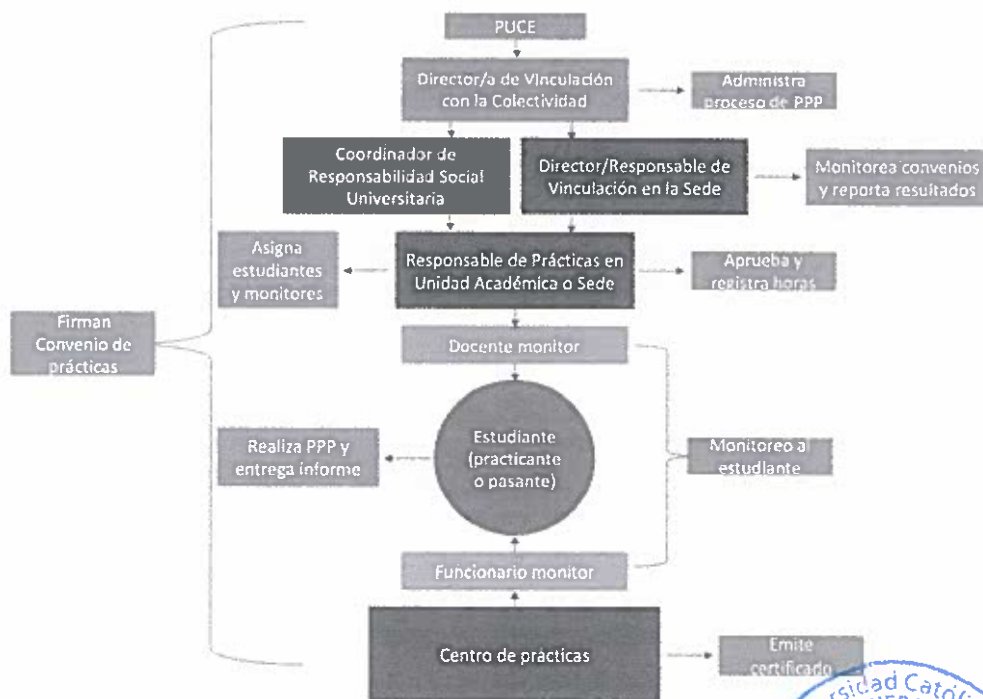 PUCE
Director/a de Vinculación
con la Colectividad
Administra
proceso de PPP
Coordinador de
Responsabilidad Social
Universitaria
Director/Responsable de
Vinculación en la Sede
Monitorea convenios
y reporta resultados
Asigna
estudiantes
y monitores
Responsable de Prácticas en
Unidad Académica o Sede
Aprueba y
registra horas
Firman
Convenio de
prácticas
Docente monitor
Realiza PPP y
entrega informe
Estudiante
(practicante
o pasante)
Monitoreo al
estudiante
Funcionario monitor
Centro de prácticas
Emite
certificado